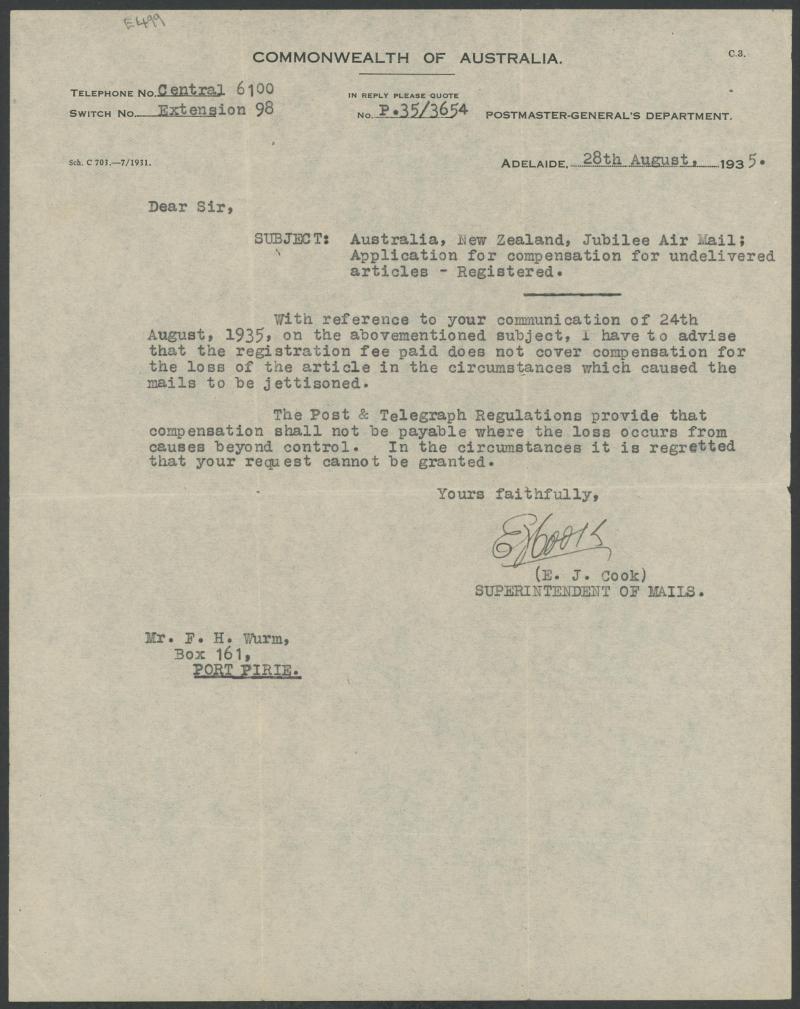 E499
COMMONWEALTH OF AUSTRALIA.
C.3.
TELEPHONE NO. Central 6100
SWITCH NO. Extension 98
IN REPLY PLEASE QUOTE
NO. P.35/3654
POSTMASTER-GENERAL'S DEPARTMENT.
Sch. C 703.—7/1931.
ADELAIDE, 28th August, 1935.
Dear Sir,
SUBJECT: Australia, New Zealand, Jubilee Air Mail;
Application for compensation for undelivered
articles - Registered.
With reference to your communication of 24th
August, 1935, on the abovementioned subject, I have to advise
that the registration fee paid does not cover compensation for
the loss of the article in the circumstances which caused the
mails to be jettisoned.
The Post & Telegraph Regulations provide that
compensation shall not be payable where the loss occurs from
causes beyond control. In the circumstances it is regretted
that your request cannot be granted.
Yours faithfully,
EJCook
(E. J. Cook)
SUPERINTENDENT OF MAILS.
Mr. F. H. Wurm,
Box 161,
PORT PIRIE.